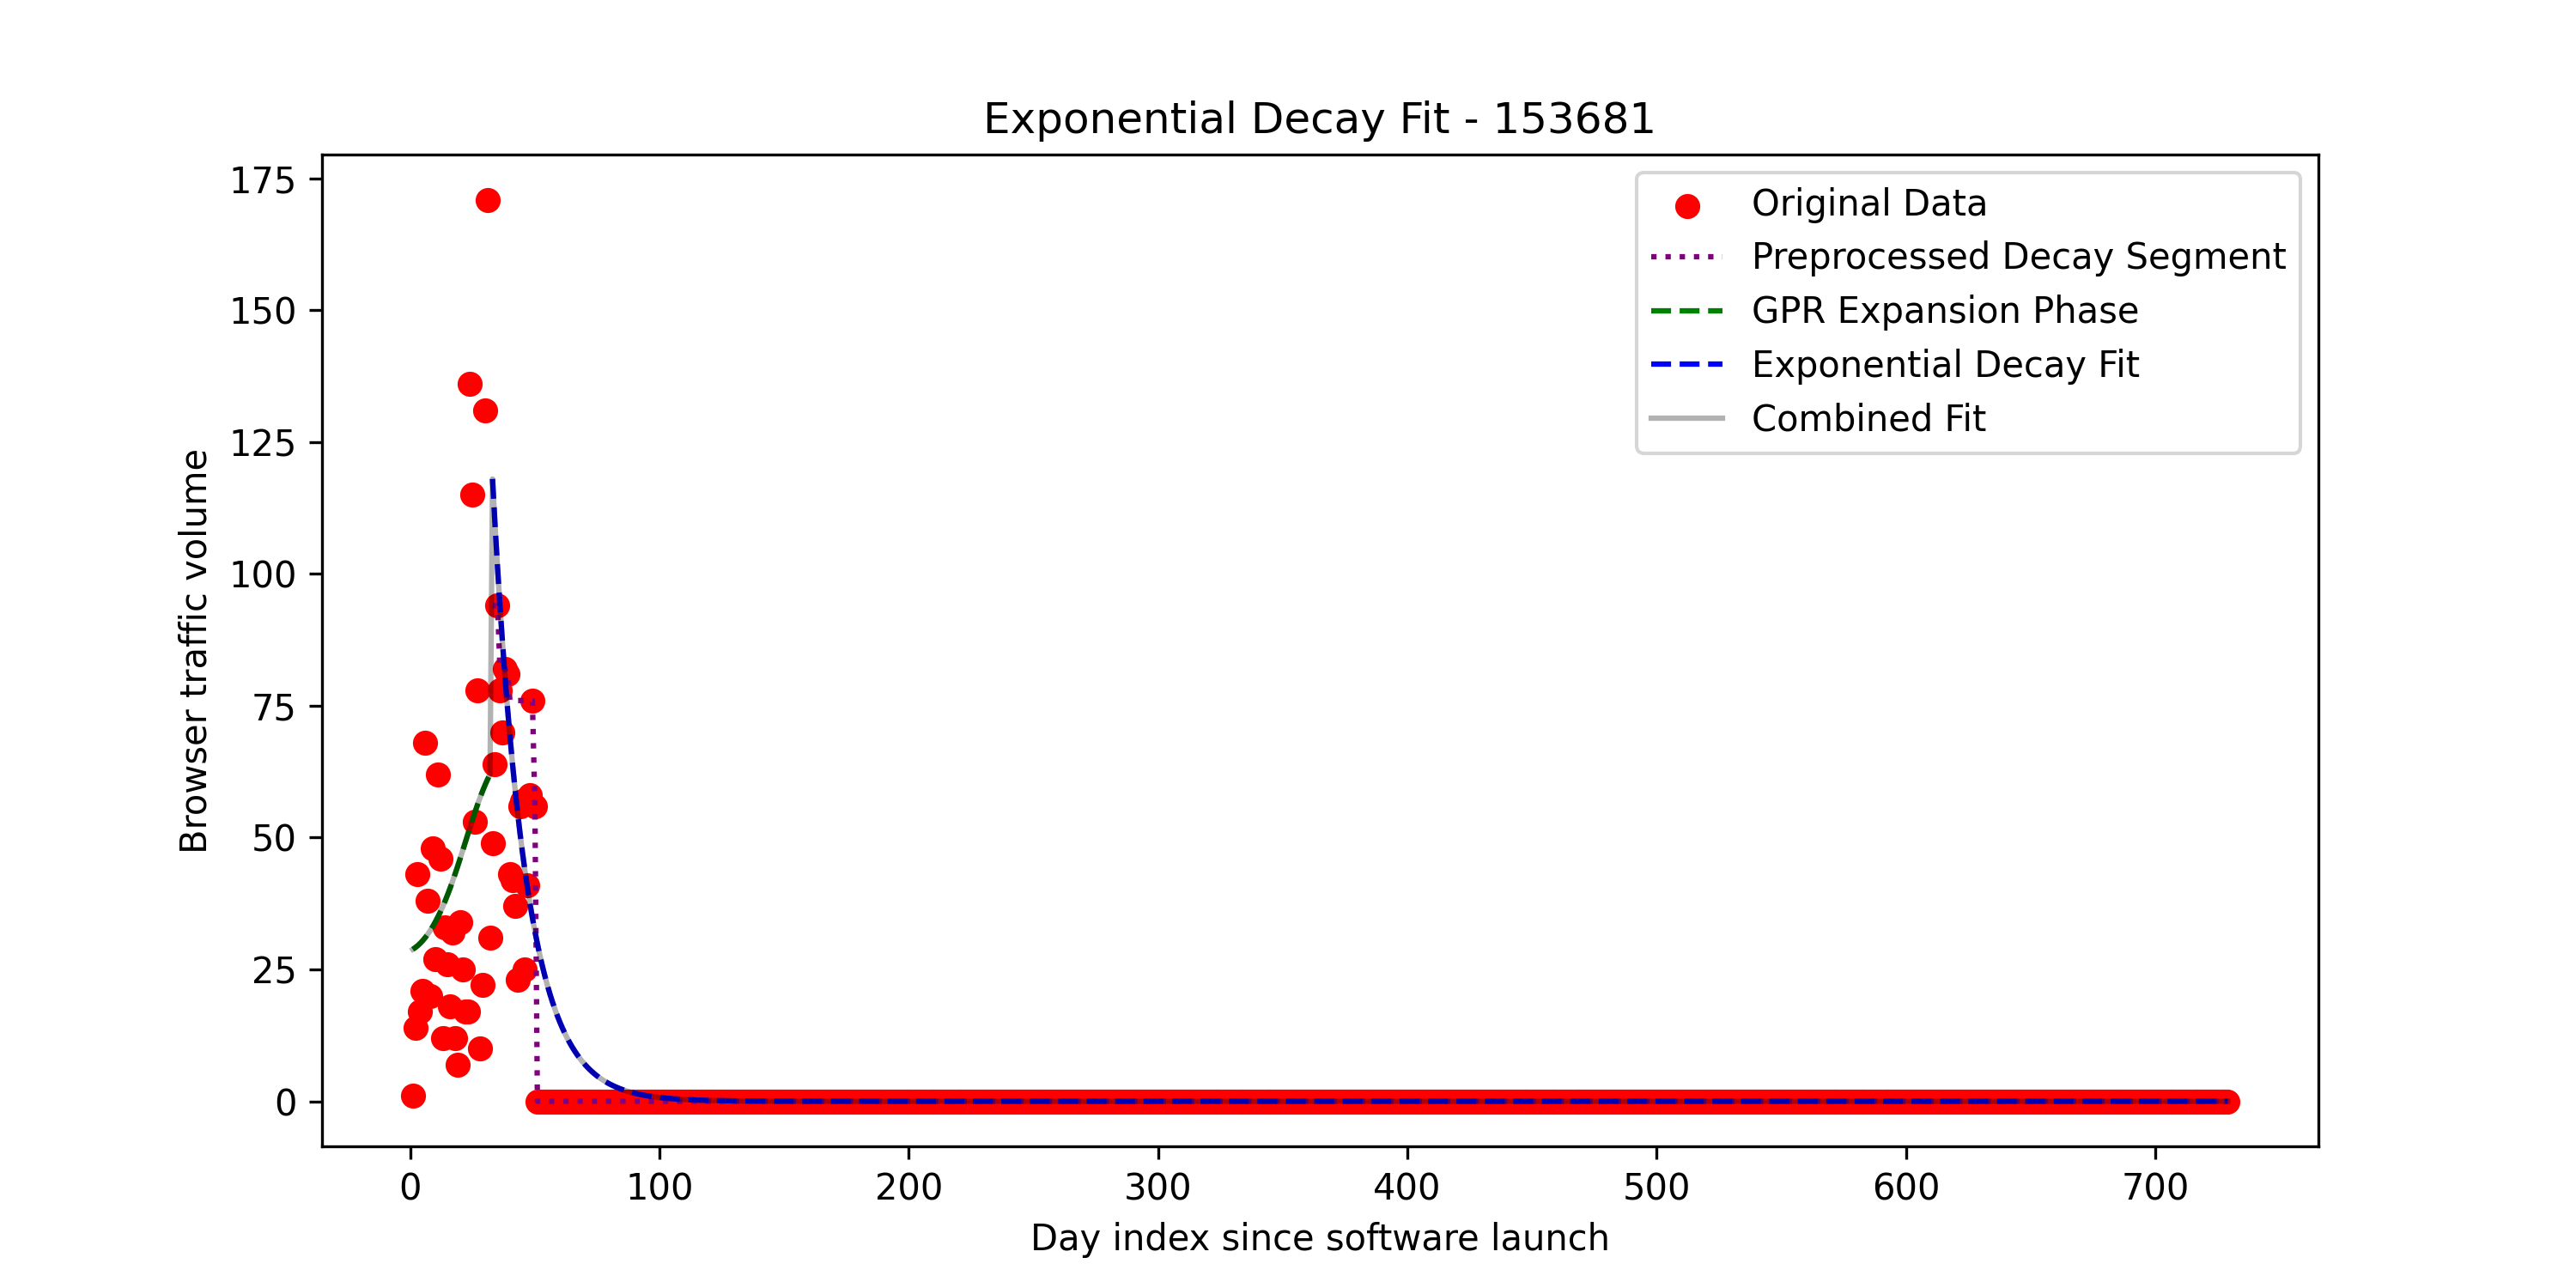 Exponential Decay Fit - 153681
175
150
125
100
75
50
25
0
Browser traffic volume
Original Data
Preprocessed Decay Segment
GPR Expansion Phase
Exponential Decay Fit
Combined Fit
0 100 200 300 400 500 600 700
Day index since software launch